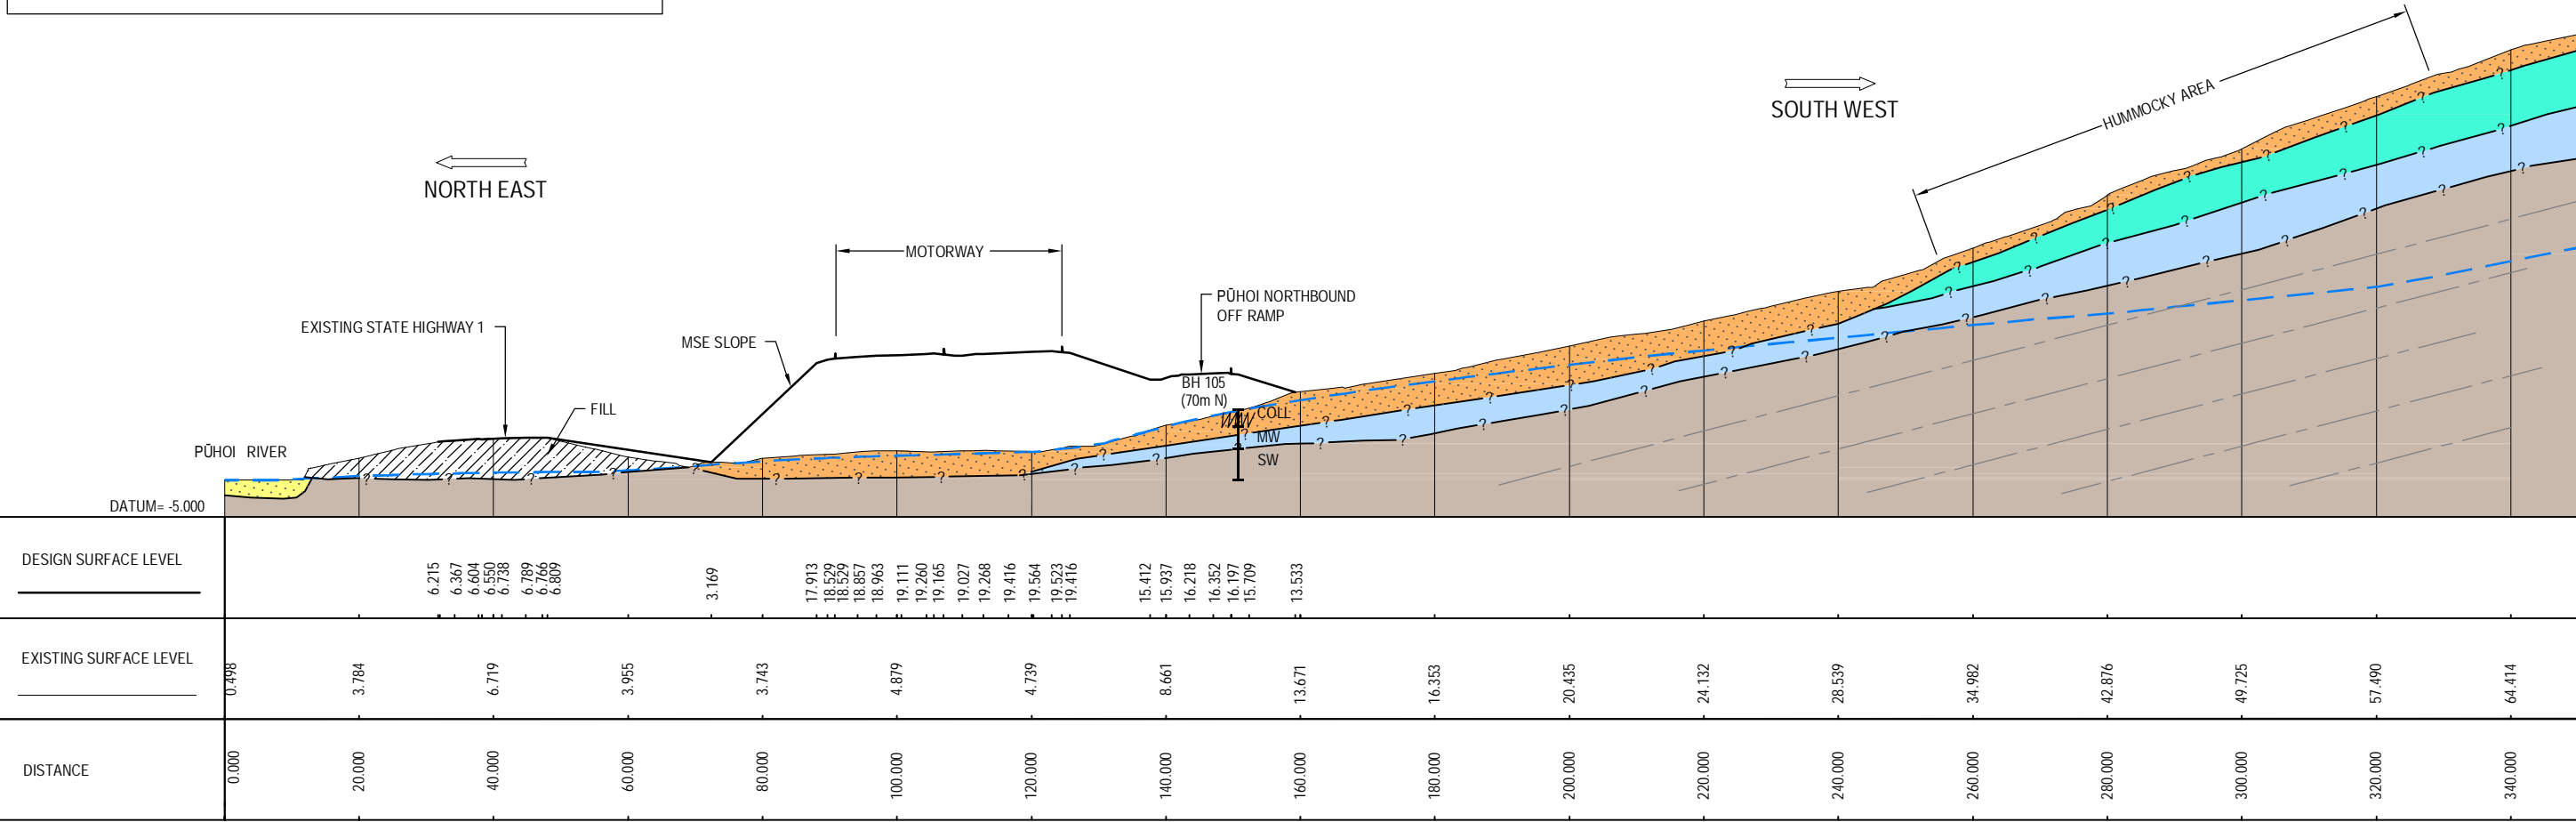 NORTH EAST
SOUTH WEST
HUMMOCKY AREA
MOTORWAY
PŪHOI NORTHBOUND
OFF RAMP
EXISTING STATE HIGHWAY 1
MSE SLOPE
FILL
BH 105
(70m N)
COLL
MW
SW
PŪHOI RIVER
DATUM= -5.000
DESIGN SURFACE LEVEL
6.215 6.367 6.604 6.550 6.738 6.789 6.766 6.809 3.169 17.913 18.529 18.529 18.857 18.963 19.111 19.260 19.165 19.027 19.268 19.416 19.564 19.523 19.416 15.412 15.937 16.218 16.352 16.197 15.709 13.533
EXISTING SURFACE LEVEL
0.498 3.784 6.719 3.955 3.743 4.879 4.739 8.661 13.671 16.353 20.435 24.132 28.539 34.982 42.876 49.725 57.490 64.414
DISTANCE
0.000 20.000 40.000 60.000 80.000 100.000 120.000 140.000 160.000 180.000 200.000 220.000 240.000 260.000 280.000 300.000 320.000 340.000